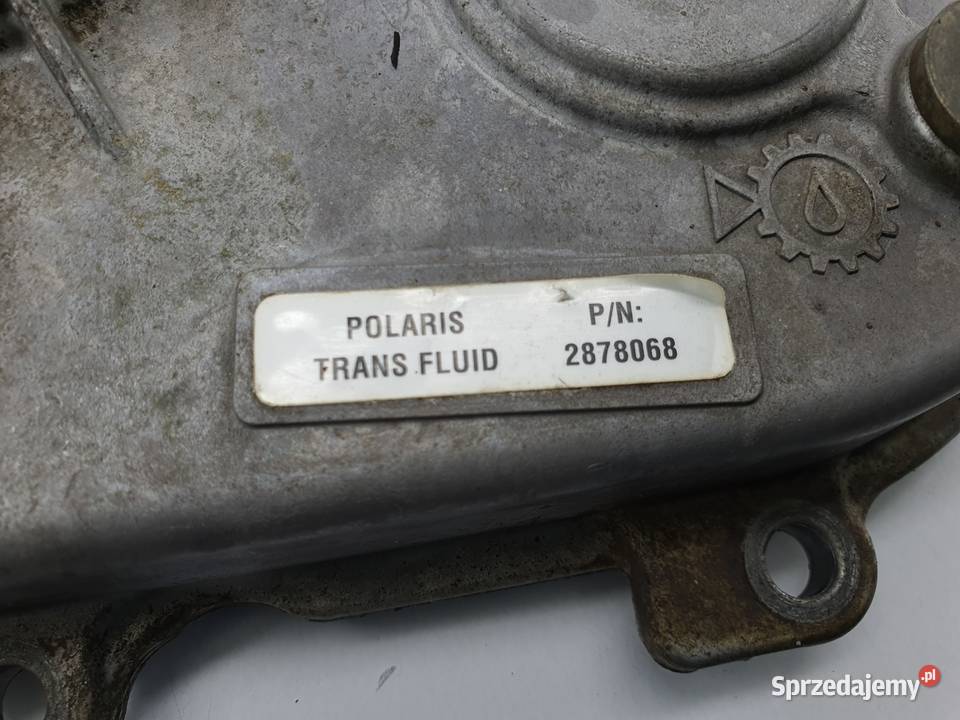 POLARIS P/N:
TRANS FLUID 2878068
Sprzedajemy.pl